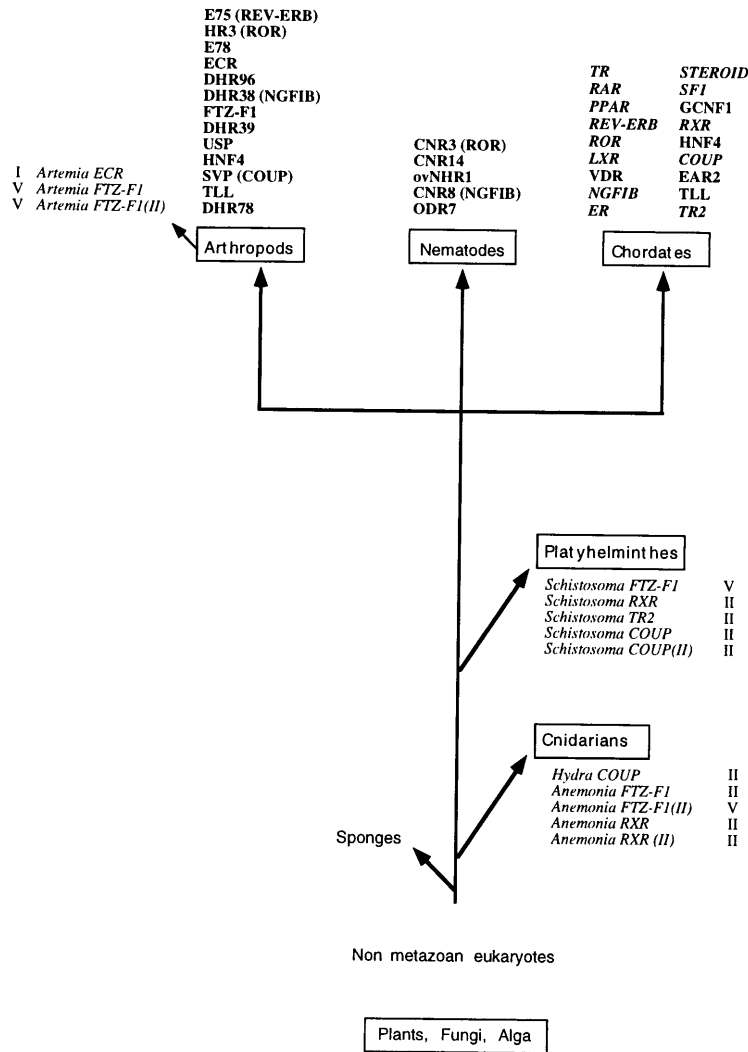 E75 (REV-ERB)
HR3 (ROR)
E78
ECR
DHR96
DHR38 (NGFIB)
FTZ-F1
DHR39
USP
HNF4
SVP (COUP)
TLL
DHR78
I Artemia ECR
V Artemia FTZ-F1
V Artemia FTZ-F1(II)
Arthropods
CNR3 (ROR)
CNR14
ovNHR1
CNR8 (NGFIB)
ODR7
Nematodes
TR STEROID
RAR SF1
PPAR GCNF1
REV-ERB RXR
ROR HNF4
LXR COUP
VDR EAR2
NGFIB TLL
ER TR2
Chordates
Platyhelminthes
Schistosoma FTZ-F1 V
Schistosoma RXR II
Schistosoma TR2 II
Schistosoma COUP II
Schistosoma COUP(II) II
Cnidarians
Hydra COUP II
Anemonia FTZ-F1 II
Anemonia FTZ-F1(II) V
Anemonia RXR II
Anemonia RXR (II) II
Sponges
Non metazoan eukaryotes
Plants, Fungi, Alga